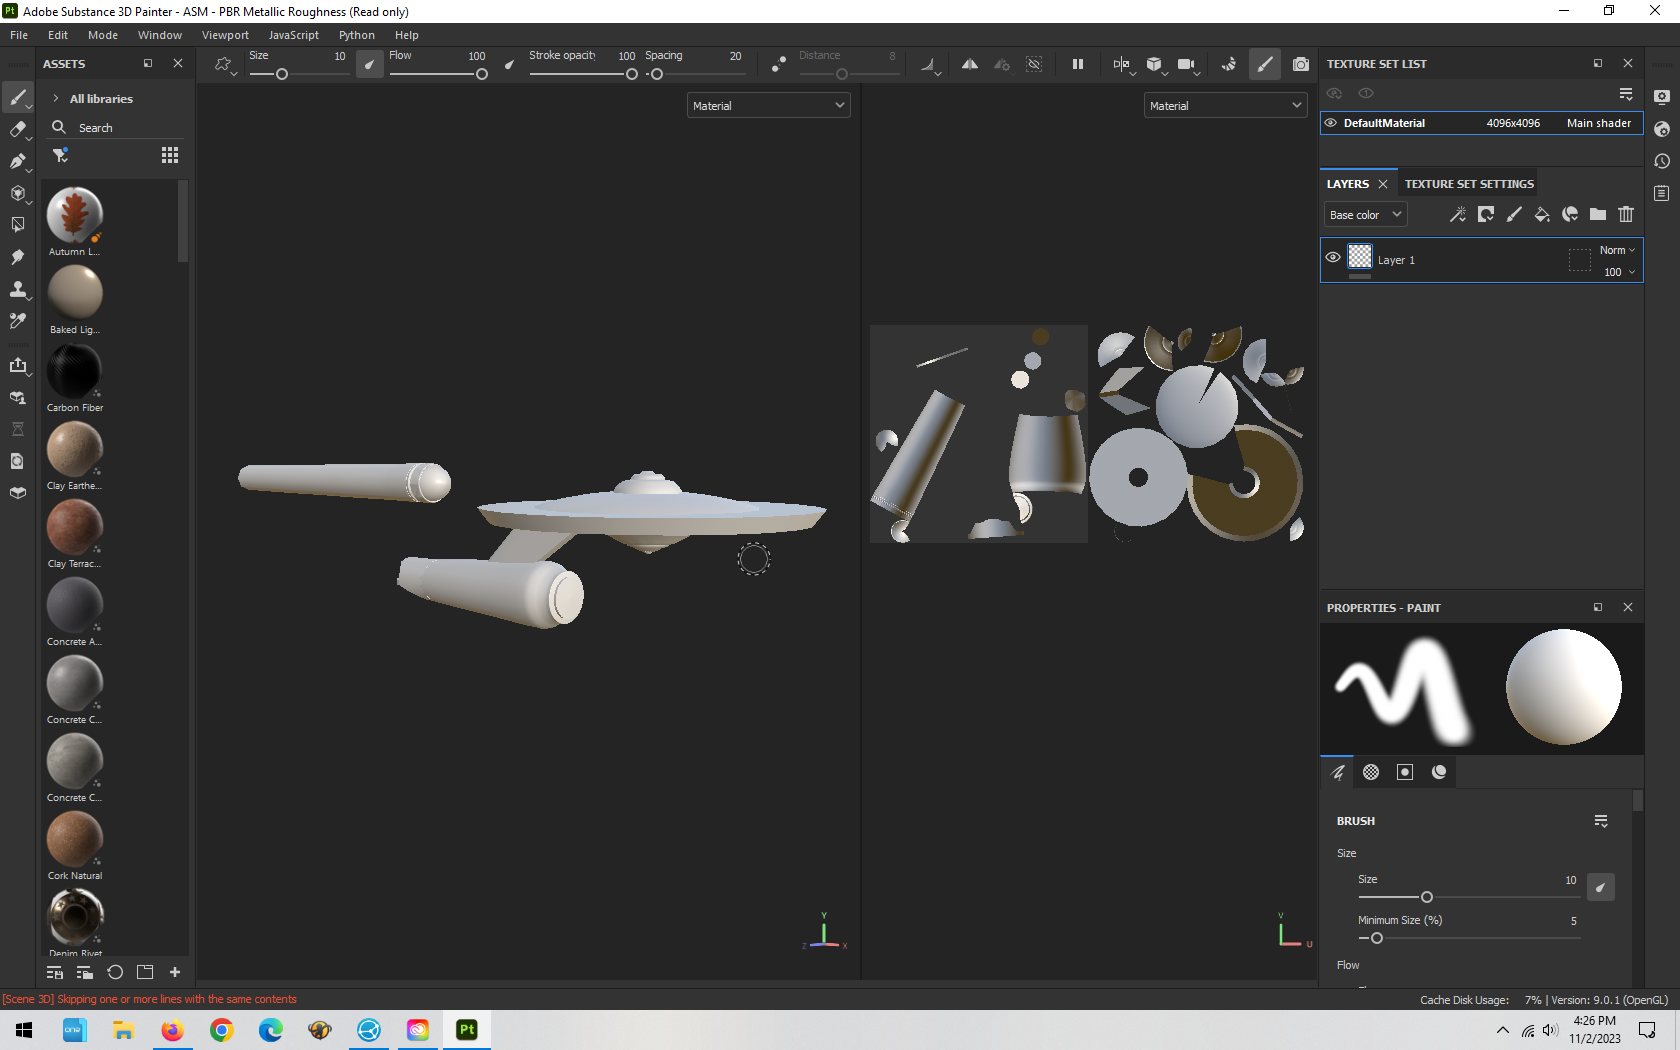 Pt Adobe Substance 3D Painter - ASM - PBR Metallic Roughness (Read only)
File Edit Mode Window Viewport JavaScript Python Help
ASSETS
Size 10 Flow 100 Stroke opacity 100 Spacing 20 Distance 8
TEXTURE SET LIST
All libraries
Search
Material
Material
DefaultMaterial 4096x4096 Main shader
LAYERS TEXTURE SET SETTINGS
Base color
Layer 1 Norm
100
Autumn L...
Baked Lig...
Carbon Fiber
Clay Earthe...
Clay Terrac...
Concrete A...
Concrete C...
Concrete C...
Cork Natural
Denim Rivet
Y
Z X
V
U
PROPERTIES - PAINT
BRUSH
Size
Size 10
Minimum Size (%) 5
Flow
[Scene 3D] Skipping one or more lines with the same contents
Cache Disk Usage: 7% | Version: 9.0.1 (OpenGL)
one
Pt
4:26 PM
11/2/2023